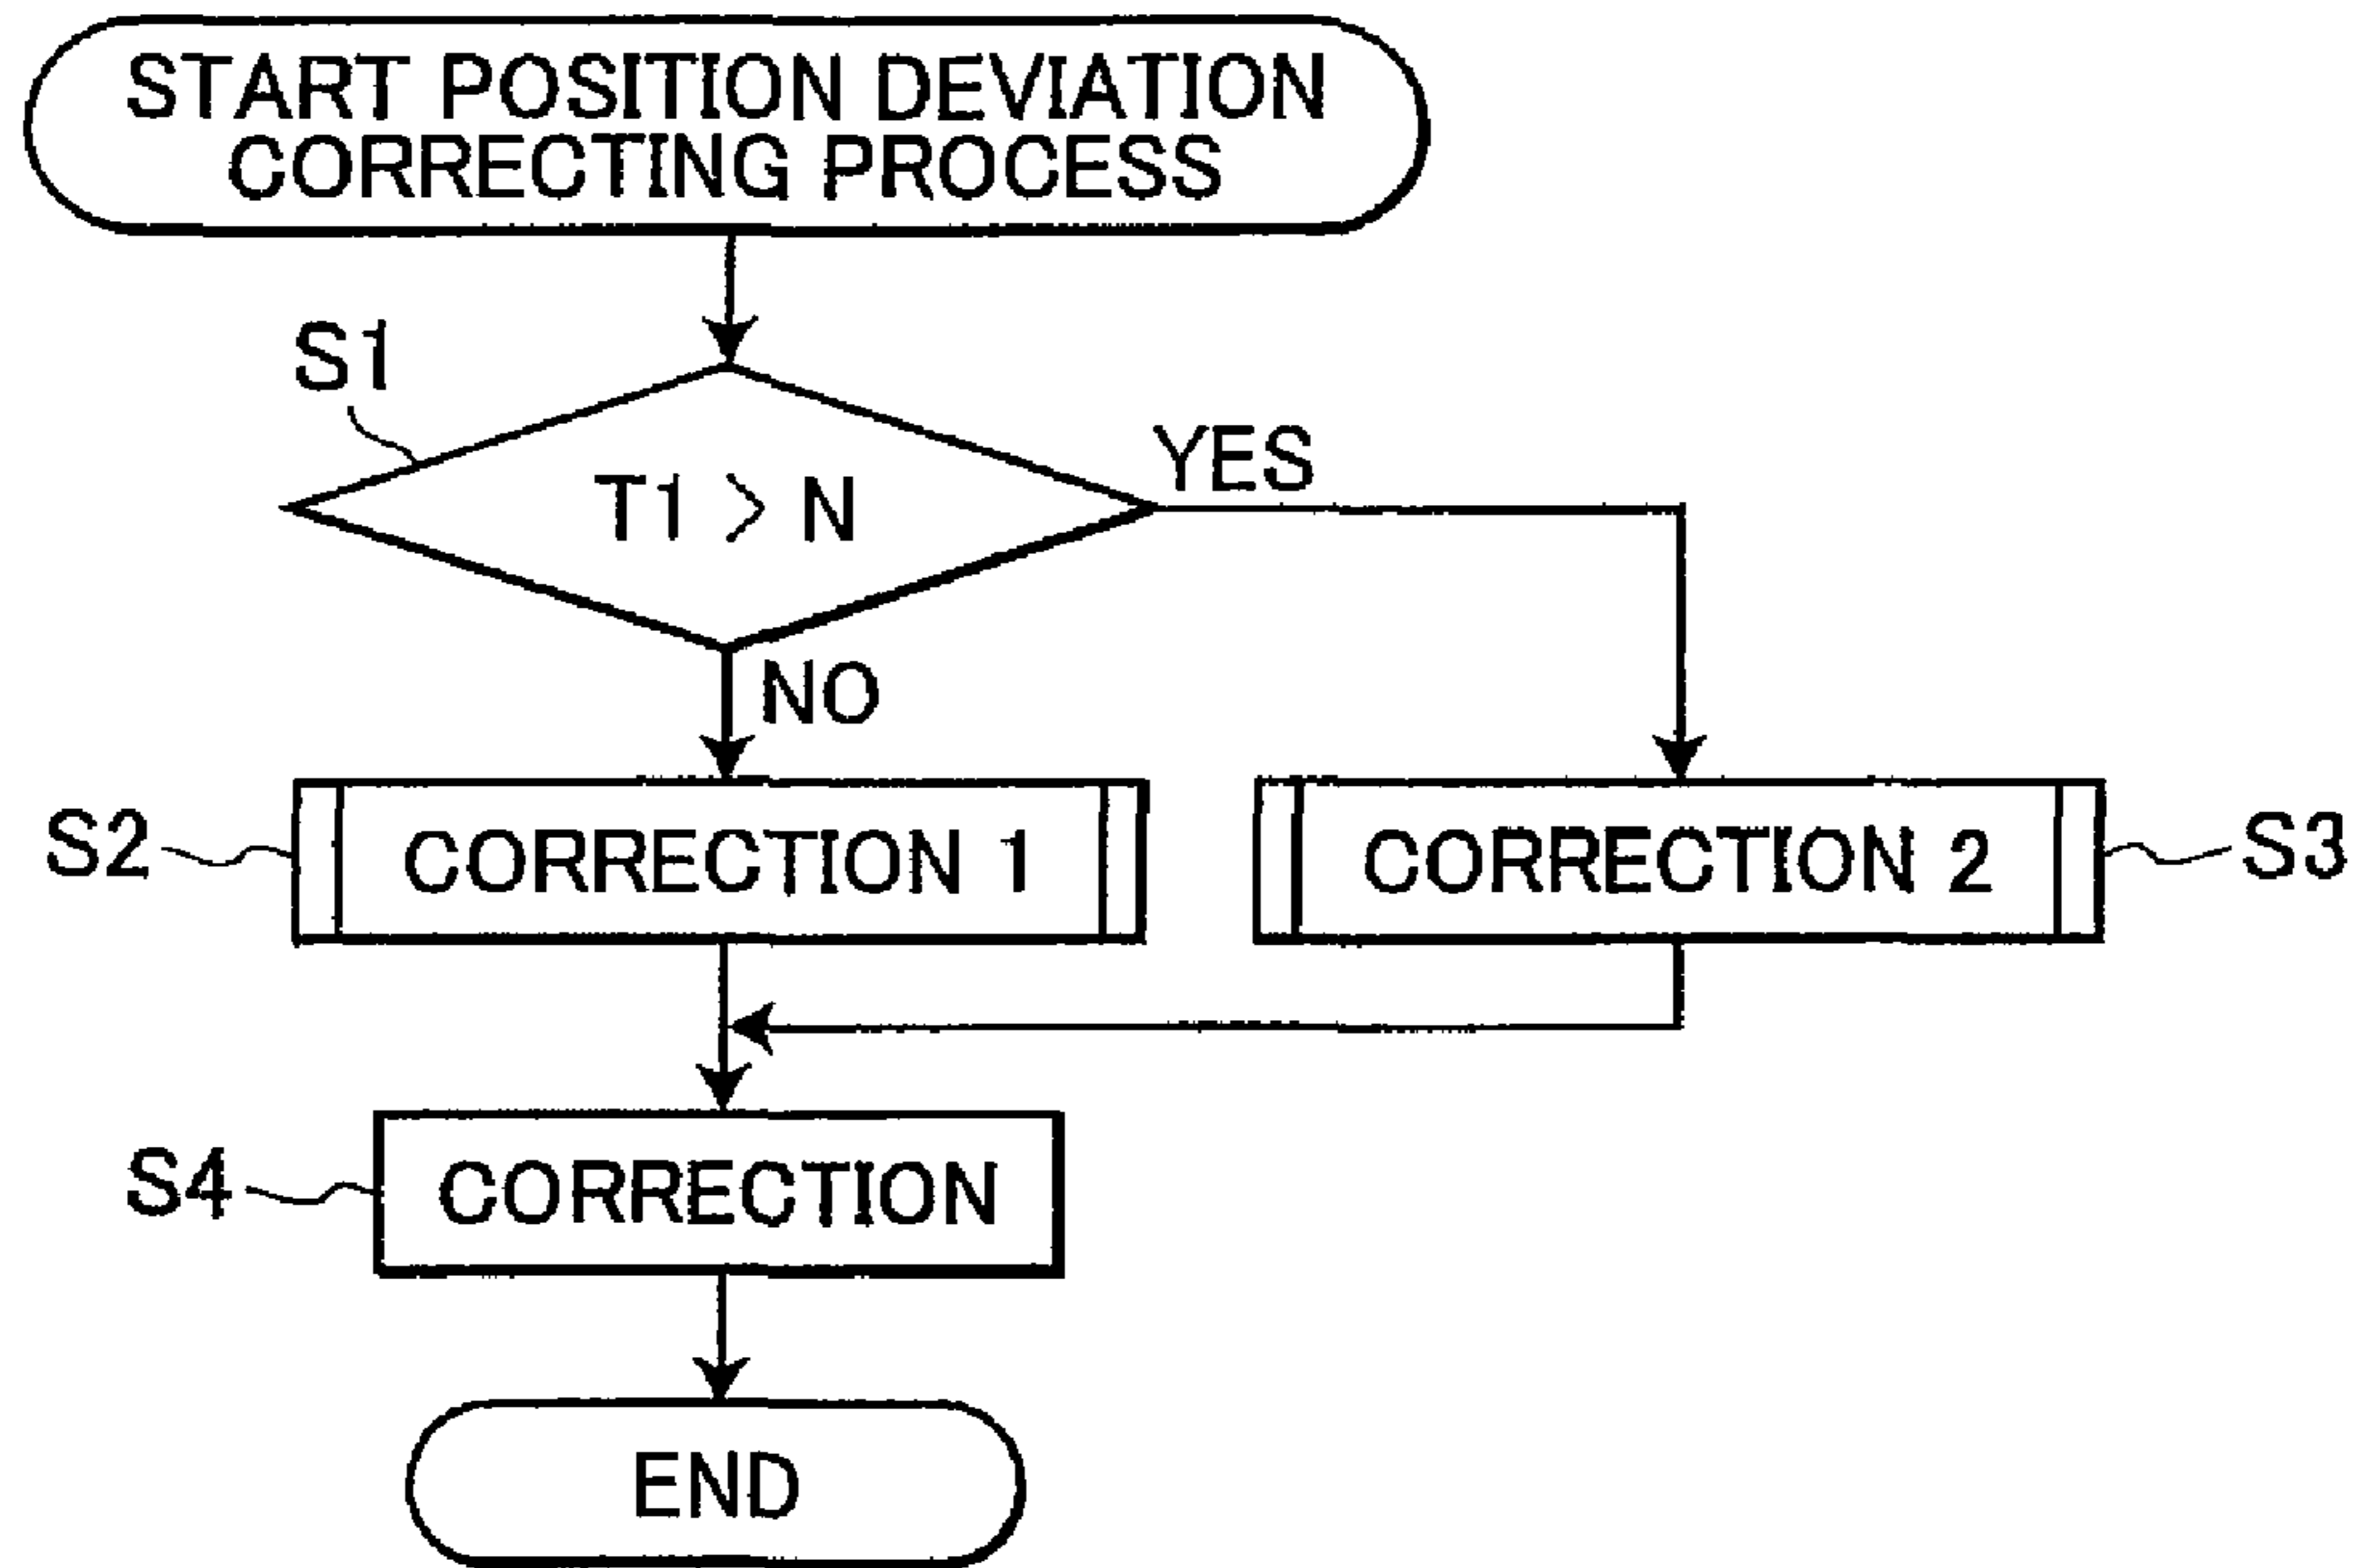 START POSITION DEVIATION
CORRECTING PROCESS
S1
T1 > N
YES
NO
S2
CORRECTION 1
CORRECTION 2
S3
S4
CORRECTION
END